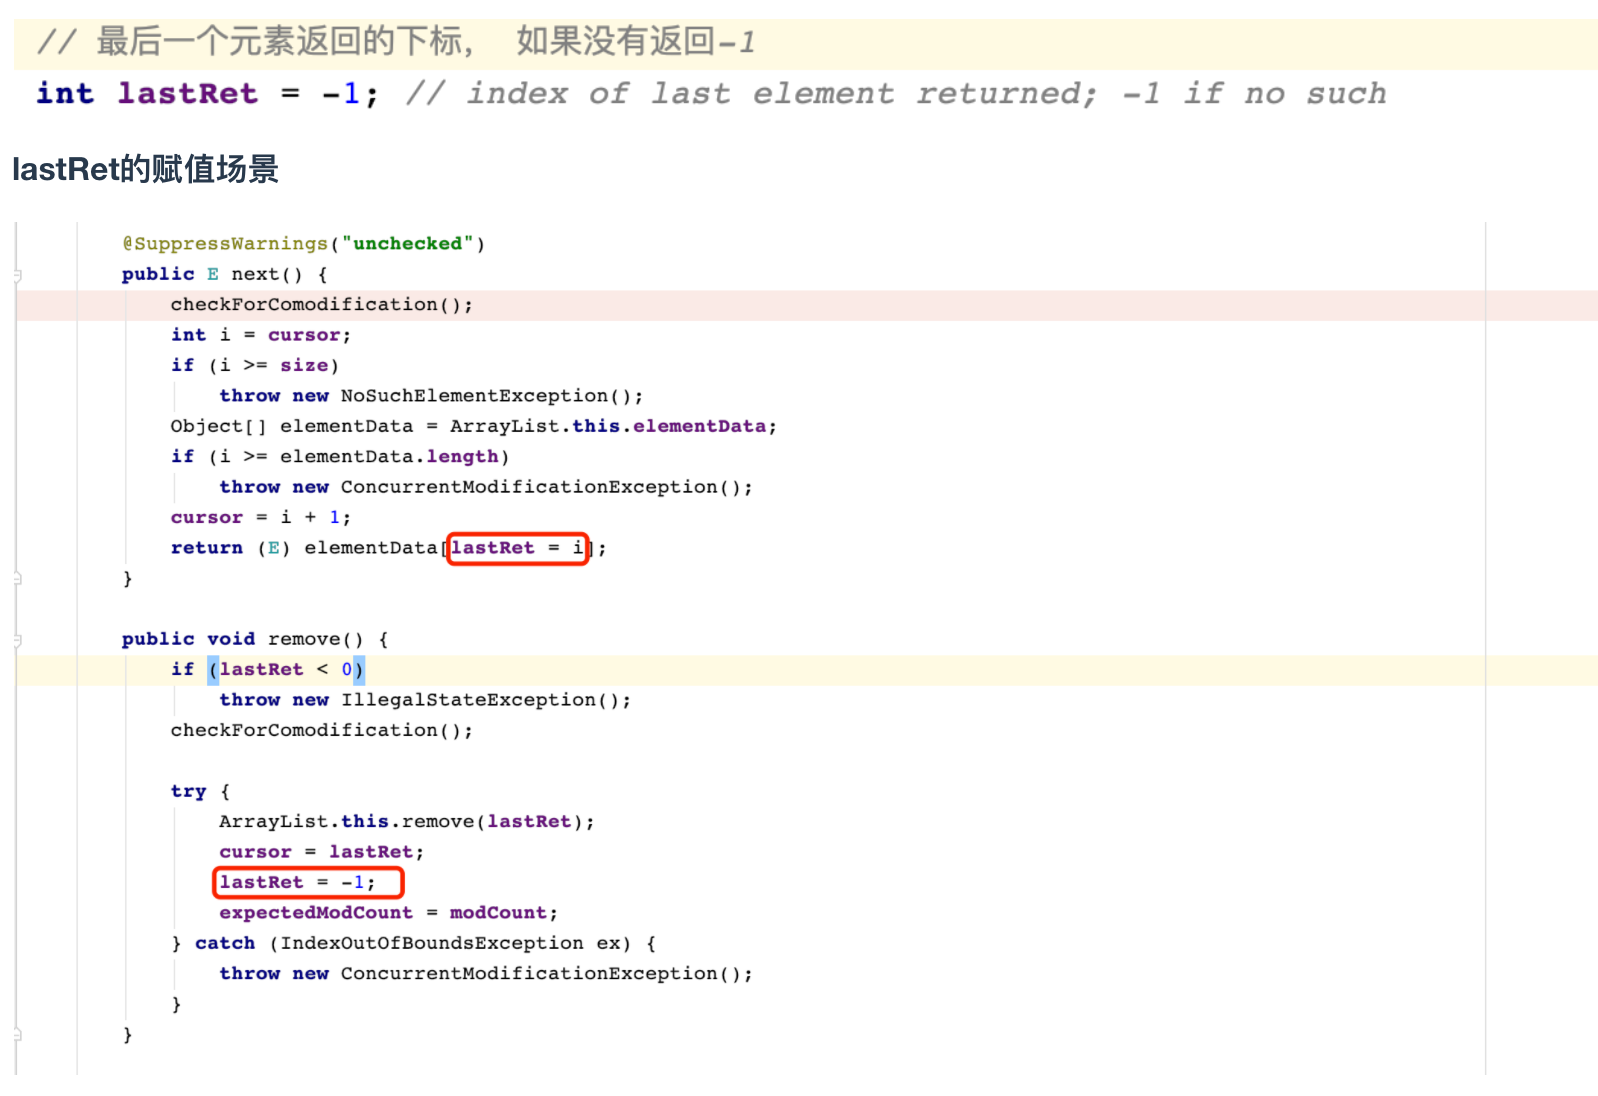 // 最后一个元素返回的下标， 如果没有返回-1
int lastRet = -1; // index of last element returned; -1 if no such
lastRet的赋值场景
@SuppressWarnings("unchecked")
public E next() {
checkForComodification();
int i = cursor;
if (i >= size)
throw new NoSuchElementException();
Object[] elementData = ArrayList.this.elementData;
if (i >= elementData.length)
throw new ConcurrentModificationException();
cursor = i + 1;
return (E) elementData[lastRet = i];
}
public void remove() {
if (lastRet < 0)
throw new IllegalStateException();
checkForComodification();
try {
ArrayList.this.remove(lastRet);
cursor = lastRet;
lastRet = -1;
expectedModCount = modCount;
} catch (IndexOutOfBoundsException ex) {
throw new ConcurrentModificationException();
}
}